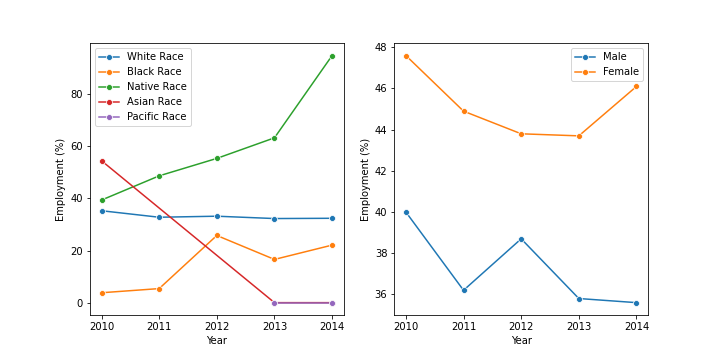 White Race
Black Race
Native Race
Asian Race
Pacific Race
Employment (%)
80
60
40
20
0
2010 2011 2012 2013 2014
Year
Male
Female
Employment (%)
48
46
44
42
40
38
36
2010 2011 2012 2013 2014
Year